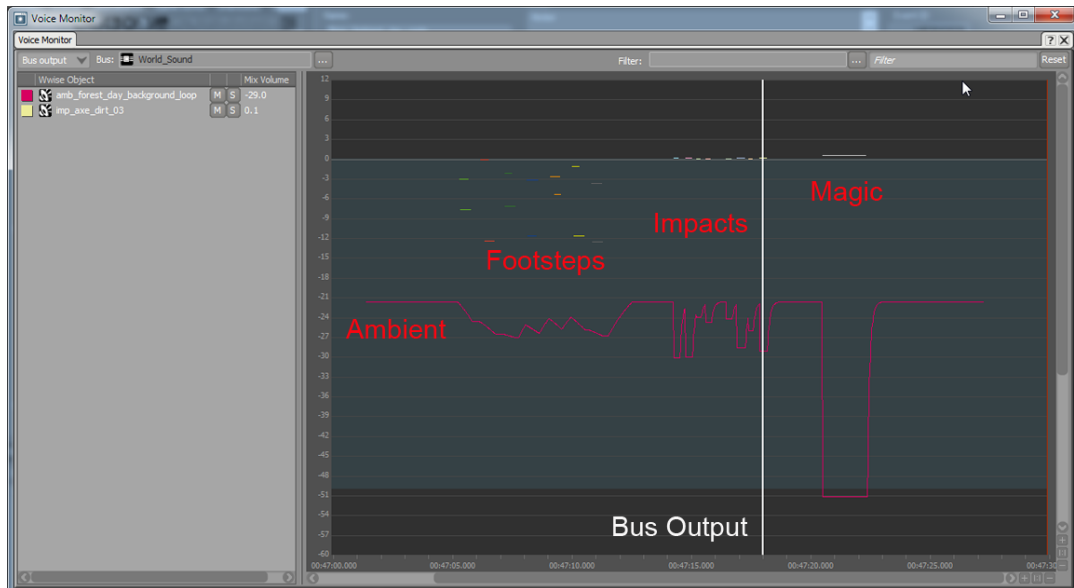 Voice Monitor
Voice Monitor
? X
Bus output Bus: World_Sound ... Filter: ... Filter Reset
Wwise Object Mix Volume
amb_forest_day_background_loop M S -29.0
imp_axe_dirt_03 M S 0.1
12
9
6
3
0
-3
-6
-9
-12
-15
-18
-21
-24
-27
-30
-33
-36
-39
-42
-45
-48
-51
-54
-57
-60
Magic
Impacts
Footsteps
Ambient
Bus Output
00:47:00.000 00:47:05.000 00:47:10.000 00:47:15.000 00:47:20.000 00:47:25.000 00:47:30